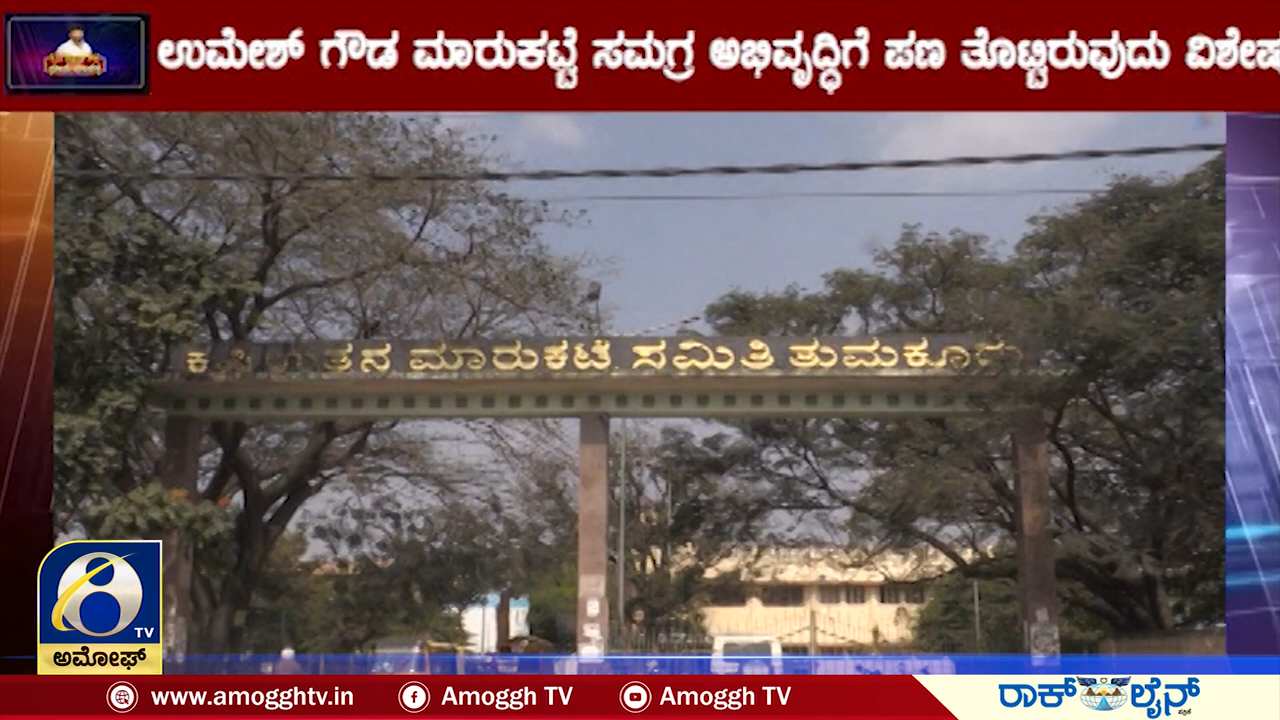 ಉಮೇಶ್ ಗೌಡ ಮಾರುಕಟ್ಟೆ ಸಮಗ್ರ ಅಭಿವೃದ್ಧಿಗೆ ಪಣ ತೊಟ್ಟಿರುವುದು ವಿಶೇಷ
ಮಾರುಕಟ್ಟೆ ಸಮಿತಿ ತುಮಕೂರು
TV
ಅಮೋಘ್
www.amogghtv.in
Amoggh TV
Amoggh TV
ರಾಕ್ ಲೈನ್